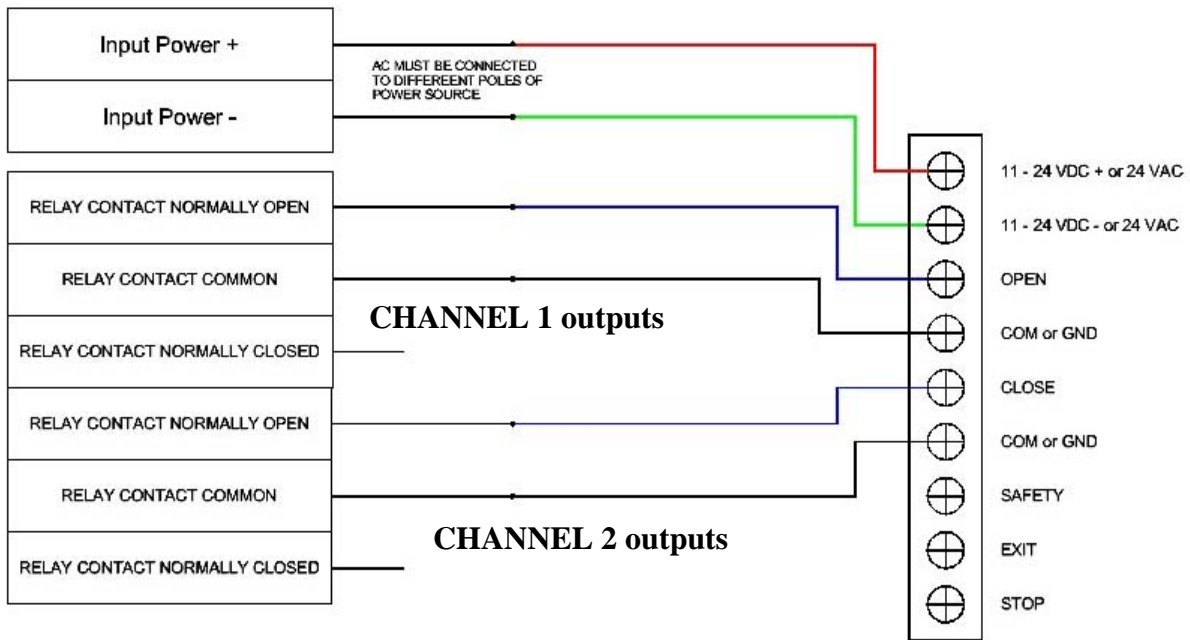 Input Power +
AC MUST BE CONNECTED
TO DIFFEREENT POLES OF
POWER SOURCE
Input Power -
RELAY CONTACT NORMALLY OPEN
RELAY CONTACT COMMON
CHANNEL 1 outputs
RELAY CONTACT NORMALLY CLOSED
RELAY CONTACT NORMALLY OPEN
RELAY CONTACT COMMON
CHANNEL 2 outputs
RELAY CONTACT NORMALLY CLOSED
11 - 24 VDC + or 24 VAC
11 - 24 VDC - or 24 VAC
OPEN
COM or GND
CLOSE
COM or GND
SAFETY
EXIT
STOP